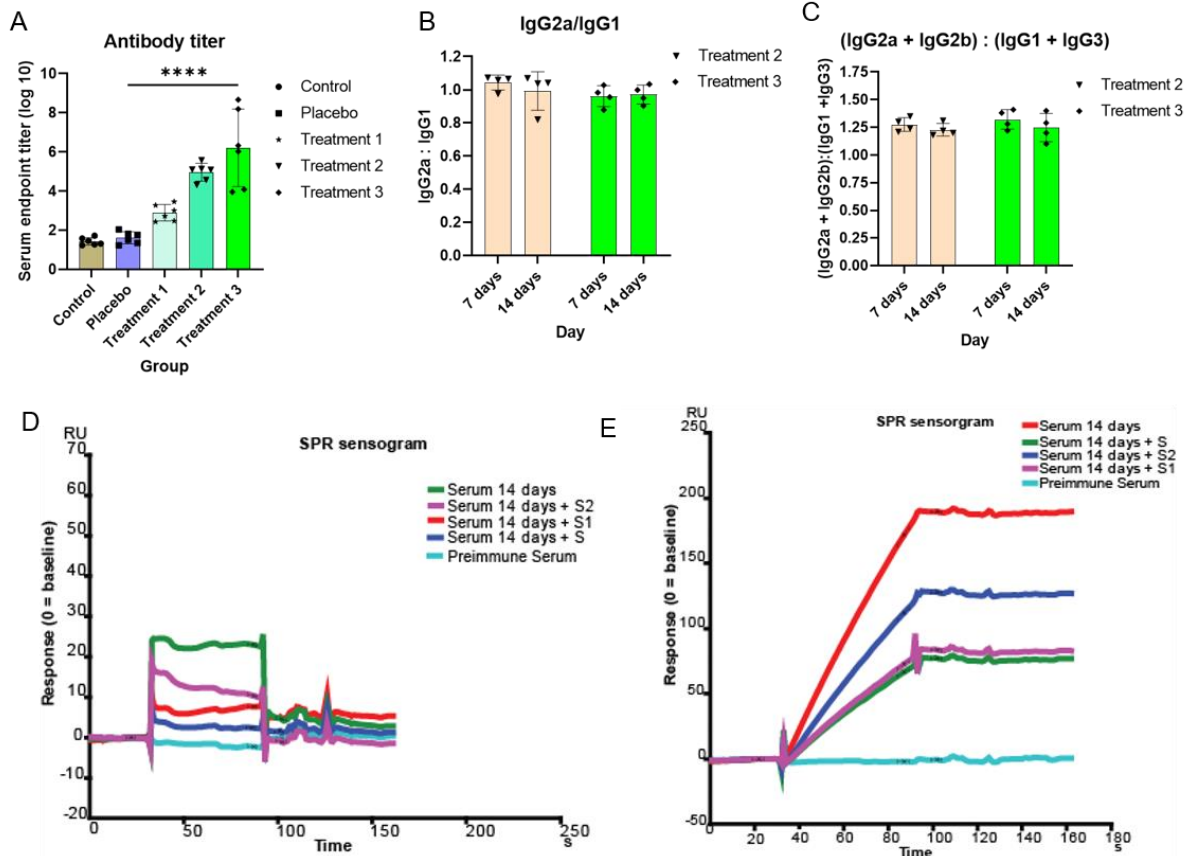 A
Antibody titer
****
Serum endpoint titer (log 10)
10
8
6
4
2
0
Control
Placebo
Treatment 1
Treatment 2
Treatment 3
Group
Control
Placebo
Treatment 1
Treatment 2
Treatment 3
B
IgG2a/IgG1
IgG2a : IgG1
1.2
1.0
0.8
0.6
0.4
0.2
0.0
7 days
14 days
7 days
14 days
Day
Treatment 2
Treatment 3
C
(IgG2a + IgG2b) : (IgG1 + IgG3)
(IgG2a + IgG2b):(IgG1 +IgG3)
1.75
1.50
1.25
1.00
0.75
0.50
0.25
0.00
7 days
14 days
7 days
14 days
Day
Treatment 2
Treatment 3
D
RU
SPR sensogram
Response (0 = baseline)
70
60
50
40
30
20
10
0
-10
-20
0
50
100
150
200
250
s
Time
Serum 14 days
Serum 14 days + S2
Serum 14 days + S1
Serum 14 days + S
Preimmune Serum
E
RU
SPR sensorgram
Response (0 = baseline)
250
200
150
100
50
0
-50
0
20
40
60
80
100
120
140
160
180
s
Time
Serum 14 days
Serum 14 days + S
Serum 14 days + S2
Serum 14 days + S1
Preimmune Serum